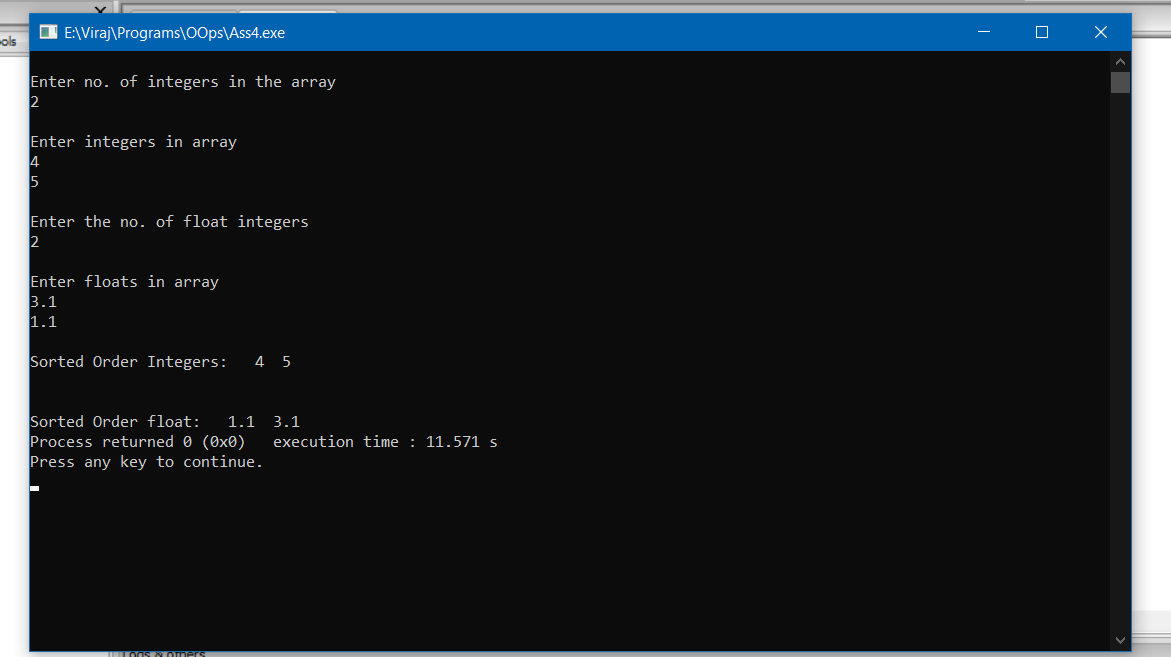 E:\Viraj\Programs\OOps\Ass4.exe
ols
Enter no. of integers in the array
2
Enter integers in array
4
5
Enter the no. of float integers
2
Enter floats in array
3.1
1.1
Sorted Order Integers:   4  5
Sorted Order float:   1.1  3.1
Process returned 0 (0x0)   execution time : 11.571 s
Press any key to continue.
Logs & others